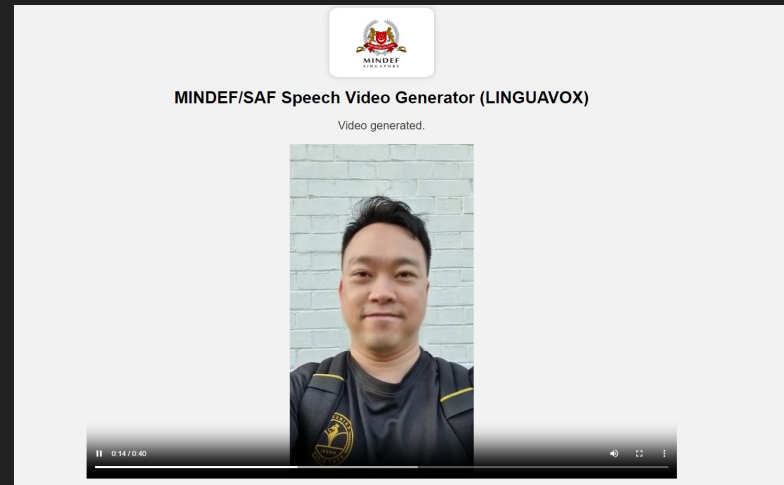 MINDEF
SINGAPORE
MINDEF/SAF Speech Video Generator (LINGUAVOX)
Video generated.
0:14 / 0:40